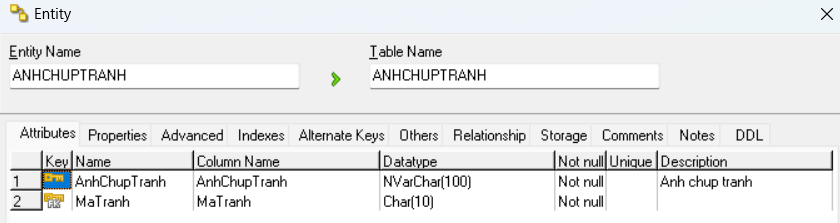 Entity
Entity Name Table Name
ANHCHUPTRANH ANHCHUPTRANH
Attributes Properties Advanced Indexes Alternate Keys Others Relationship Storage Comments Notes DDL
Key Name Column Name Datatype Not null Unique Description
1 AnhChupTranh AnhChupTranh NVarChar(100) Not null Anh chup tranh
2 MaTranh MaTranh Char(10) Not null